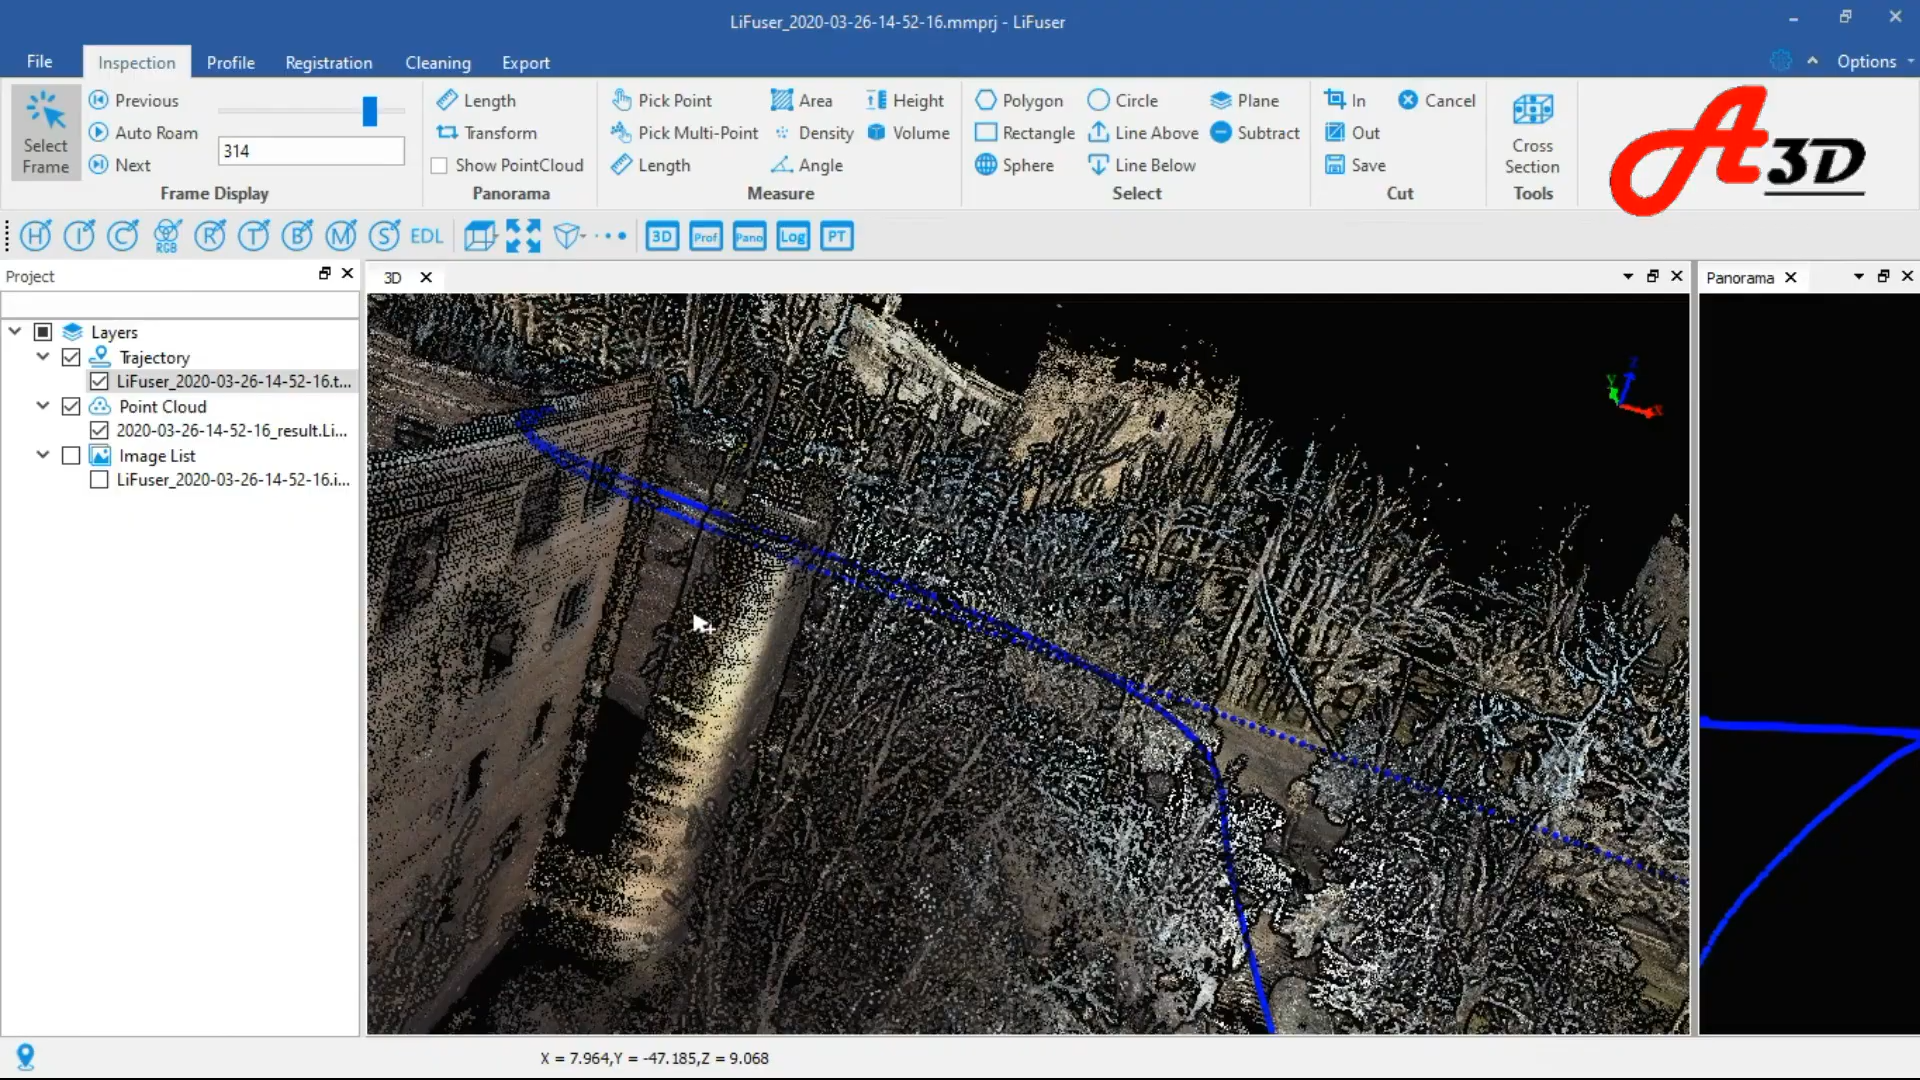 LiFuser_2020-03-26-14-52-16.mmprj - LiFuser
File Inspection Profile Registration Cleaning Export Options
Select Frame
Previous
Auto Roam
Next
314
Frame Display
Length
Transform
Show PointCloud
Panorama
Pick Point Area Height
Pick Multi-Point Density Volume
Length Angle
Measure
Polygon Circle Plane
Rectangle Line Above Subtract
Sphere Line Below
Select
In Cancel
Out
Save
Cut
Cross Section
Tools
A3D
H I C RGB R T B M S EDL 3D Prof Pano Log PT
Project
3D
Panorama
Layers
Trajectory
LiFuser_2020-03-26-14-52-16.t...
Point Cloud
2020-03-26-14-52-16_result.Li...
Image List
LiFuser_2020-03-26-14-52-16.i...
Z
Y
X
X = 7.964,Y = -47.185,Z = 9.068